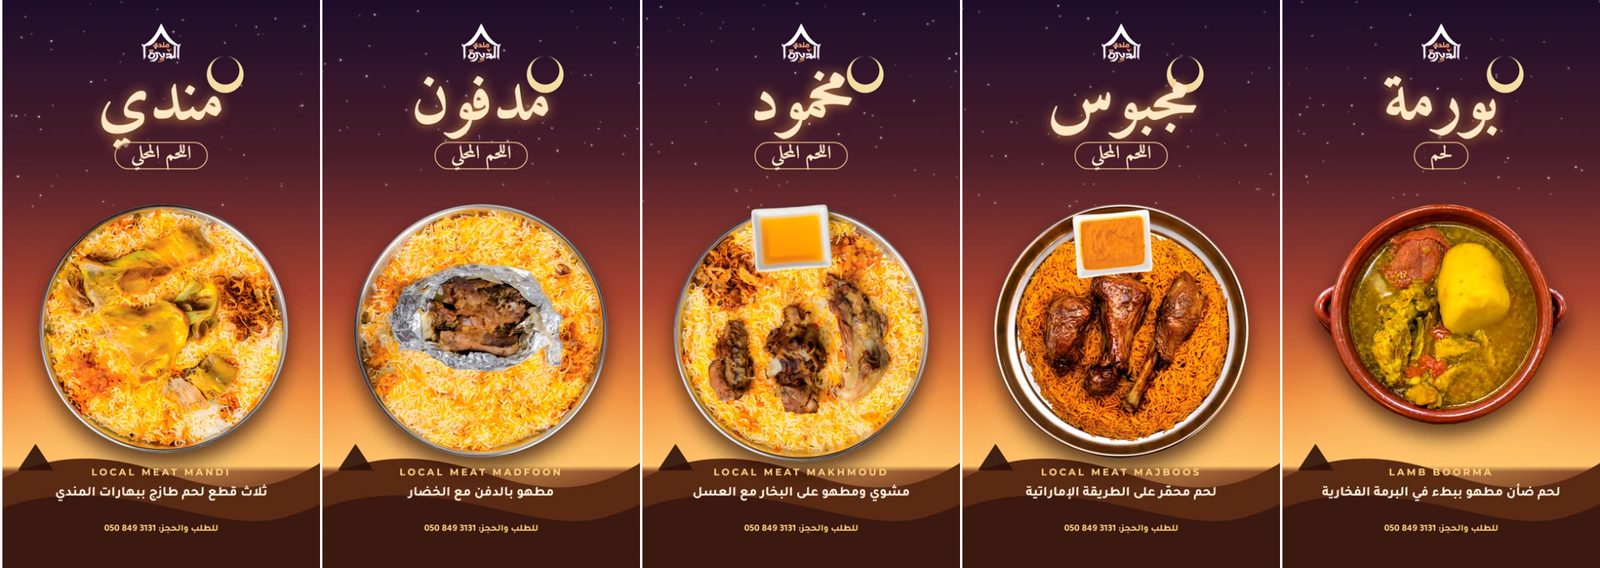 مندي
الديرة
مندي
اللحم المحلي
LOCAL MEAT MANDI
ثلاث قطع لحم طازج ببهارات المندي
للطلب والحجز: 3131 849 050
مندي
الديرة
مدفون
اللحم المحلي
LOCAL MEAT MADFOON
مطهو بالدفن مع الخضار
للطلب والحجز: 3131 849 050
مندي
الديرة
مخمود
اللحم المحلي
LOCAL MEAT MAKHMOUD
مشوي ومطهو على البخار مع العسل
للطلب والحجز: 3131 849 050
مندي
الديرة
مجبوس
اللحم المحلي
LOCAL MEAT MAJBOOS
لحم محمّر على الطريقة الإماراتية
للطلب والحجز: 3131 849 050
مندي
الديرة
بورمة
لحم
LAMB BOORMA
لحم ضأن مطهو ببطء في البرمة الفخارية
للطلب والحجز: 3131 849 050